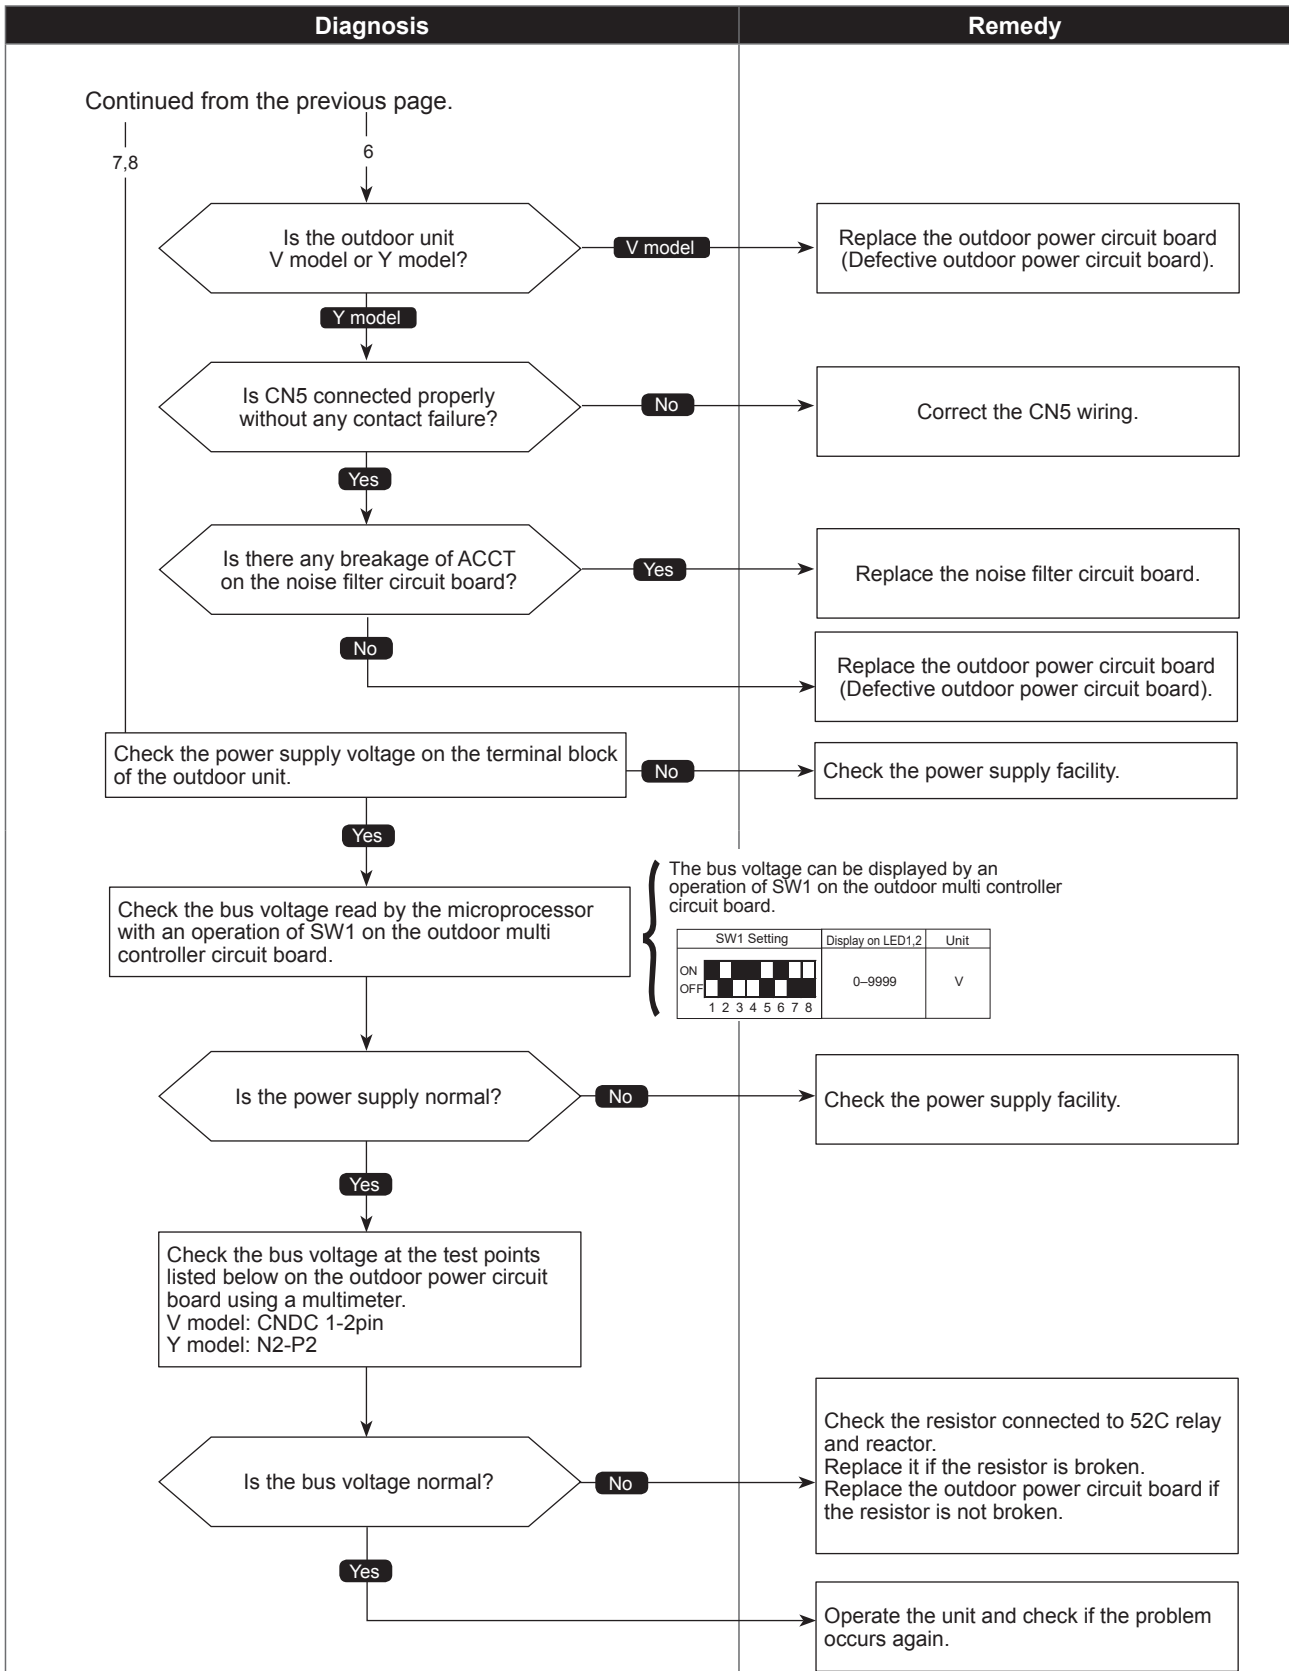 Diagnosis
Remedy
Continued from the previous page.
7,8
6
Is the outdoor unit
V model or Y model?
V model
Replace the outdoor power circuit board
(Defective outdoor power circuit board).
Y model
Is CN5 connected properly
without any contact failure?
No
Correct the CN5 wiring.
Yes
Is there any breakage of ACCT
on the noise filter circuit board?
Yes
Replace the noise filter circuit board.
No
Replace the outdoor power circuit board
(Defective outdoor power circuit board).
Check the power supply voltage on the terminal block
of the outdoor unit.
No
Check the power supply facility.
Yes
Check the bus voltage read by the microprocessor
with an operation of SW1 on the outdoor multi
controller circuit board.
The bus voltage can be displayed by an
operation of SW1 on the outdoor multi controller
circuit board.
SW1 Setting
Display on LED1,2
Unit
ON
OFF
1 2 3 4 5 6 7 8
0–9999
V
Is the power supply normal?
No
Check the power supply facility.
Yes
Check the bus voltage at the test points
listed below on the outdoor power circuit
board using a multimeter.
V model: CNDC 1-2pin
Y model: N2-P2
Is the bus voltage normal?
No
Check the resistor connected to 52C relay
and reactor.
Replace it if the resistor is broken.
Replace the outdoor power circuit board if
the resistor is not broken.
Yes
Operate the unit and check if the problem
occurs again.